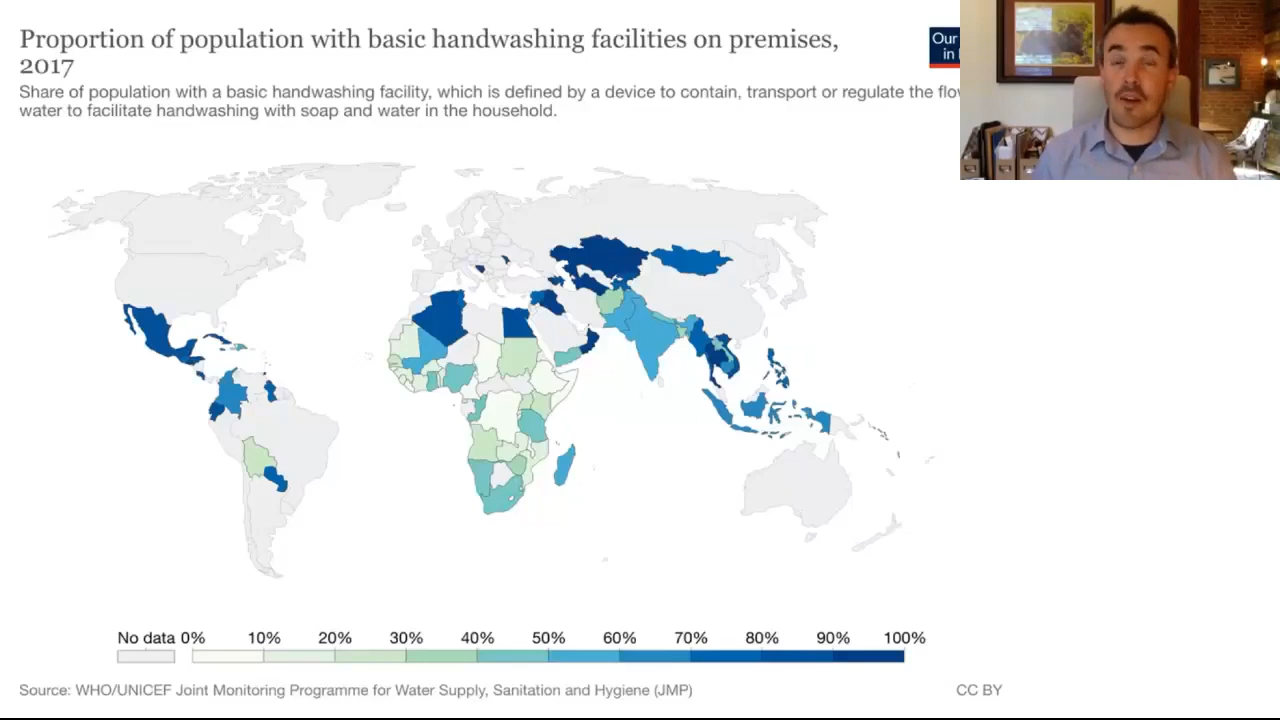 Proportion of population with basic handwashing facilities on premises,
2017
Our
in
Share of population with a basic handwashing facility, which is defined by a device to contain, transport or regulate the flo
water to facilitate handwashing with soap and water in the household.
No data 0% 10% 20% 30% 40% 50% 60% 70% 80% 90% 100%
Source: WHO/UNICEF Joint Monitoring Programme for Water Supply, Sanitation and Hygiene (JMP)
CC BY